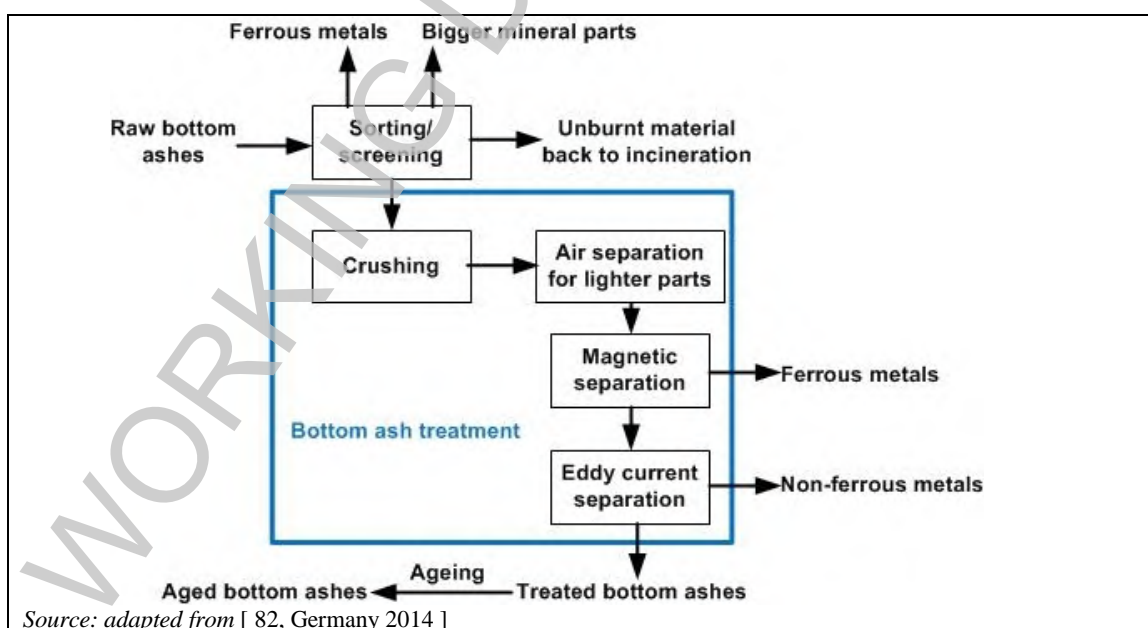 Ferrous metals
Bigger mineral parts
Raw bottom
ashes
Sorting/
screening
Unburnt material
back to incineration
Crushing
Air separation
for lighter parts
Magnetic
separation
Ferrous metals
Bottom ash treatment
Eddy current
separation
Non-ferrous metals
Aged bottom ashes
Ageing
Treated bottom ashes
Source: adapted from [ 82, Germany 2014 ]
WORKING